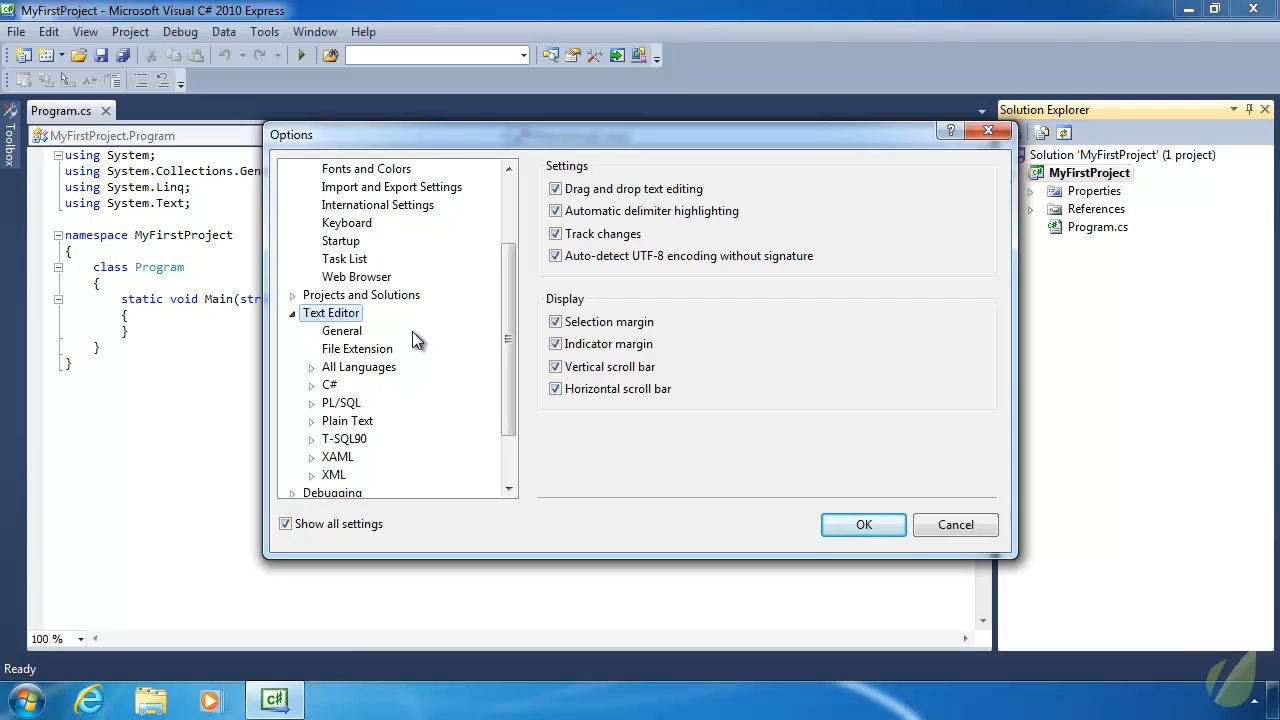 MyFirstProject - Microsoft Visual C# 2010 Express
File Edit View Project Debug Data Tools Window Help
Program.cs
Solution Explorer
Toolbox
MyFirstProject.Program
using System;
using System.Collections.Gen
using System.Linq;
using System.Text;
namespace MyFirstProject
{
class Program
{
static void Main(stri
{
}
}
}
100 %
Options
?
Fonts and Colors
Import and Export Settings
International Settings
Keyboard
Startup
Task List
Web Browser
Projects and Solutions
Text Editor
General
File Extension
All Languages
C#
PL/SQL
Plain Text
T-SQL90
XAML
XML
Debugging
Show all settings
Settings
Drag and drop text editing
Automatic delimiter highlighting
Track changes
Auto-detect UTF-8 encoding without signature
Display
Selection margin
Indicator margin
Vertical scroll bar
Horizontal scroll bar
OK Cancel
Solution 'MyFirstProject' (1 project)
MyFirstProject
Properties
References
Program.cs
Ready
C#